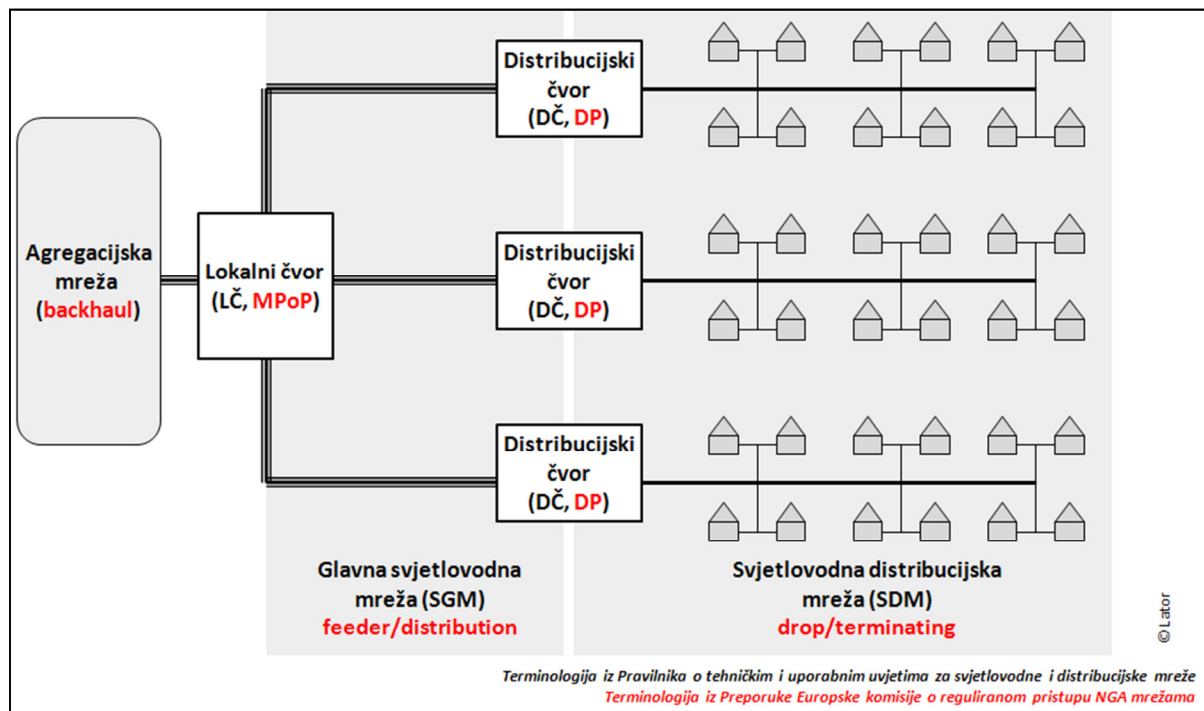 Agregacijska
mreža
(backhaul)
Lokalni čvor
(LČ, MPoP)
Distribucijski
čvor
(DČ, DP)
Distribucijski
čvor
(DČ, DP)
Distribucijski
čvor
(DČ, DP)
Glavna svjetlovodna
mreža (SGM)
feeder/distribution
Svjetlovodna distribucijska
mreža (SDM)
drop/terminating
© Lator
Terminologija iz Pravilnika o tehničkim i uporabnim uvjetima za svjetlovodne i distribucijske mreže
Terminologija iz Preporuke Europske komisije o reguliranom pristupu NGA mrežama